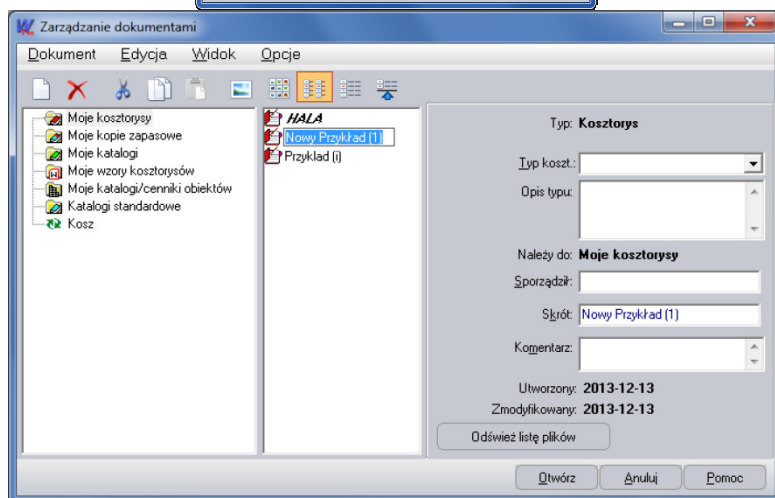 Zarządzanie dokumentami
Dokument Edycja Widok Opcje
Moje kosztorysy
Moje kopie zapasowe
Moje katalogi
Moje wzory kosztorysów
Moje katalogi/cenniki obiektów
Katalogi standardowe
Kosz
HALA
Nowy Przykład (1)
Przyklad (i)
Typ: Kosztorys
Typ koszt.:
Opis typu:
Należy do: Moje kosztorysy
Sporządził:
Skrót: Nowy Przykład (1)
Komentarz:
Utworzony: 2013-12-13
Zmodyfikowany: 2013-12-13
Odśwież listę plików
Otwórz Anuluj Pomoc